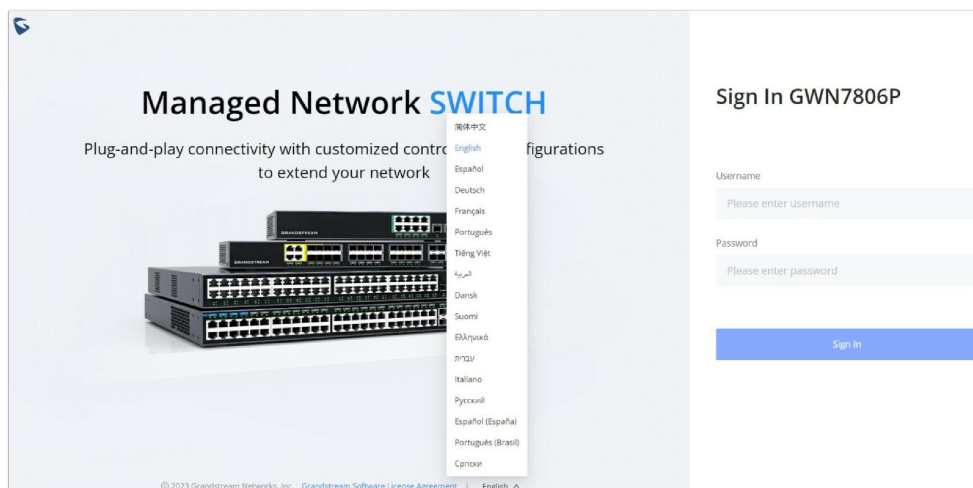 Managed Network SWITCH
Plug-and-play connectivity with customized contro
figurations
to extend your network
GRANDSTREAM
GRANDSTREAM
简体中文
English
Español
Deutsch
Français
Português
Tiếng Việt
العربية
Dansk
Suomi
Ελληνικά
עברית
Italiano
Русский
Español (España)
Português (Brasil)
Српски
© 2023 Grandstream Networks, Inc. Grandstream Software License Agreement | English
Sign In GWN7806P
Username
Please enter username
Password
Please enter password
Sign In